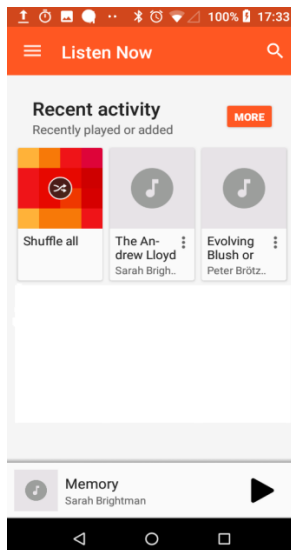 100% 17:33
Listen Now
Recent activity
Recently played or added
MORE
Shuffle all
The An-
drew Lloyd
Sarah Brigh..
Evolving
Blush or
Peter Brötz..
Memory
Sarah Brightman